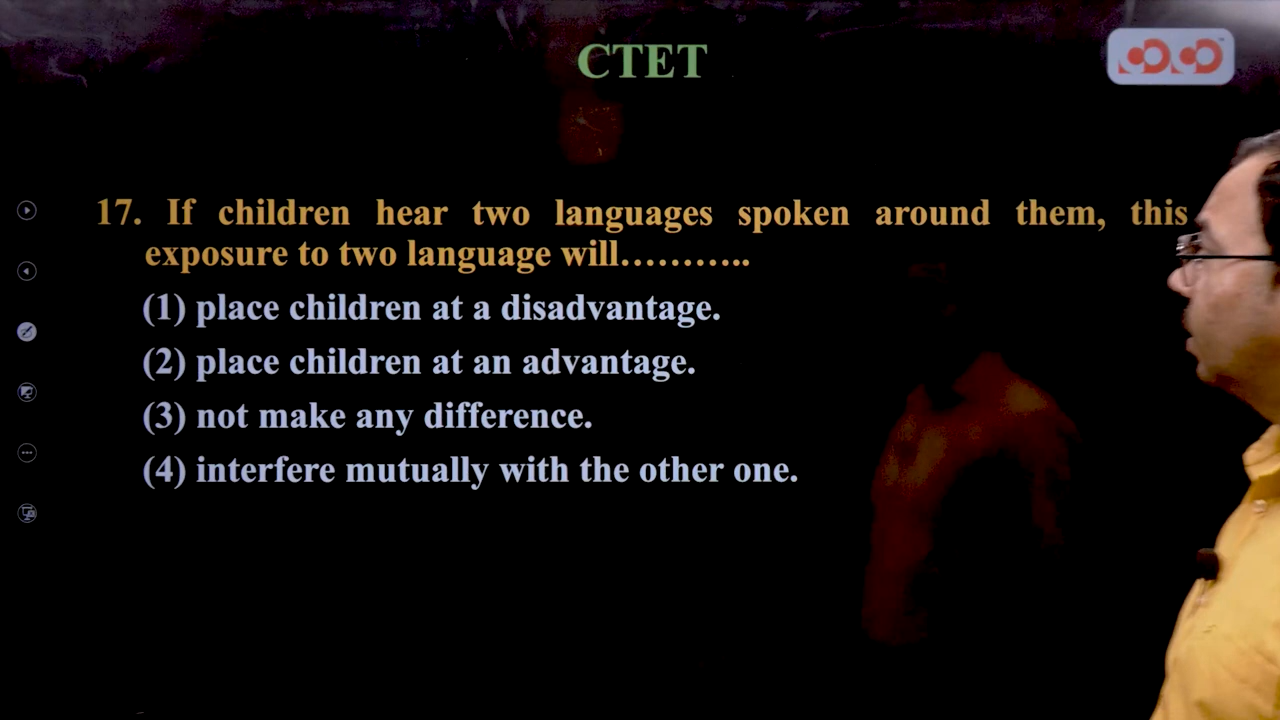 CTET
17. If children hear two languages spoken around them, this
exposure to two language will………..
(1) place children at a disadvantage.
(2) place children at an advantage.
(3) not make any difference.
(4) interfere mutually with the other one.